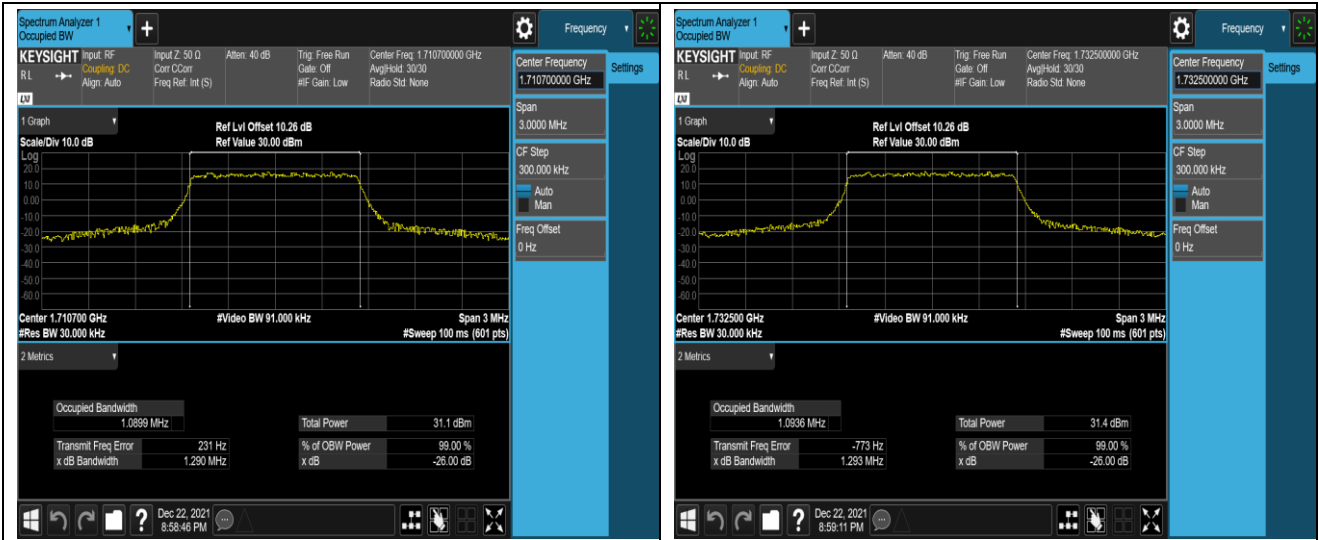 Spectrum Analyzer 1
Occupied BW
+
Frequency
KEYSIGHT Input: RF Input Z: 50 Ω Atten: 40 dB Trig: Free Run Center Freq: 1.710700000 GHz
RL Coupling: DC Corr CCorr Gate: Off Avg|Hold: 30/30
Align: Auto Freq Ref: Int (S) #IF Gain: Low Radio Std: None
LXI
Center Frequency
1.710700000 GHz
Settings
Span
3.0000 MHz
CF Step
300.000 kHz
Auto
Man
Freq Offset
0 Hz
1 Graph
Ref Lvl Offset 10.26 dB
Scale/Div 10.0 dB Ref Value 30.00 dBm
Log
20.0
10.0
0.00
-10.0
-20.0
-30.0
-40.0
-50.0
-60.0
Center 1.710700 GHz #Video BW 91.000 kHz Span 3 MHz
#Res BW 30.000 kHz #Sweep 100 ms (601 pts)
2 Metrics
Occupied Bandwidth
1.0899 MHz Total Power 31.1 dBm
Transmit Freq Error 231 Hz % of OBW Power 99.00 %
x dB Bandwidth 1.290 MHz x dB -26.00 dB
? Dec 22, 2021
8:58:46 PM
Spectrum Analyzer 1
Occupied BW
+
Frequency
KEYSIGHT Input: RF Input Z: 50 Ω Atten: 40 dB Trig: Free Run Center Freq: 1.732500000 GHz
RL Coupling: DC Corr CCorr Gate: Off Avg|Hold: 30/30
Align: Auto Freq Ref: Int (S) #IF Gain: Low Radio Std: None
LXI
Center Frequency
1.732500000 GHz
Settings
Span
3.0000 MHz
CF Step
300.000 kHz
Auto
Man
Freq Offset
0 Hz
1 Graph
Ref Lvl Offset 10.26 dB
Scale/Div 10.0 dB Ref Value 30.00 dBm
Log
20.0
10.0
0.00
-10.0
-20.0
-30.0
-40.0
-50.0
-60.0
Center 1.732500 GHz #Video BW 91.000 kHz Span 3 MHz
#Res BW 30.000 kHz #Sweep 100 ms (601 pts)
2 Metrics
Occupied Bandwidth
1.0936 MHz Total Power 31.4 dBm
Transmit Freq Error -773 Hz % of OBW Power 99.00 %
x dB Bandwidth 1.293 MHz x dB -26.00 dB
? Dec 22, 2021
8:59:11 PM